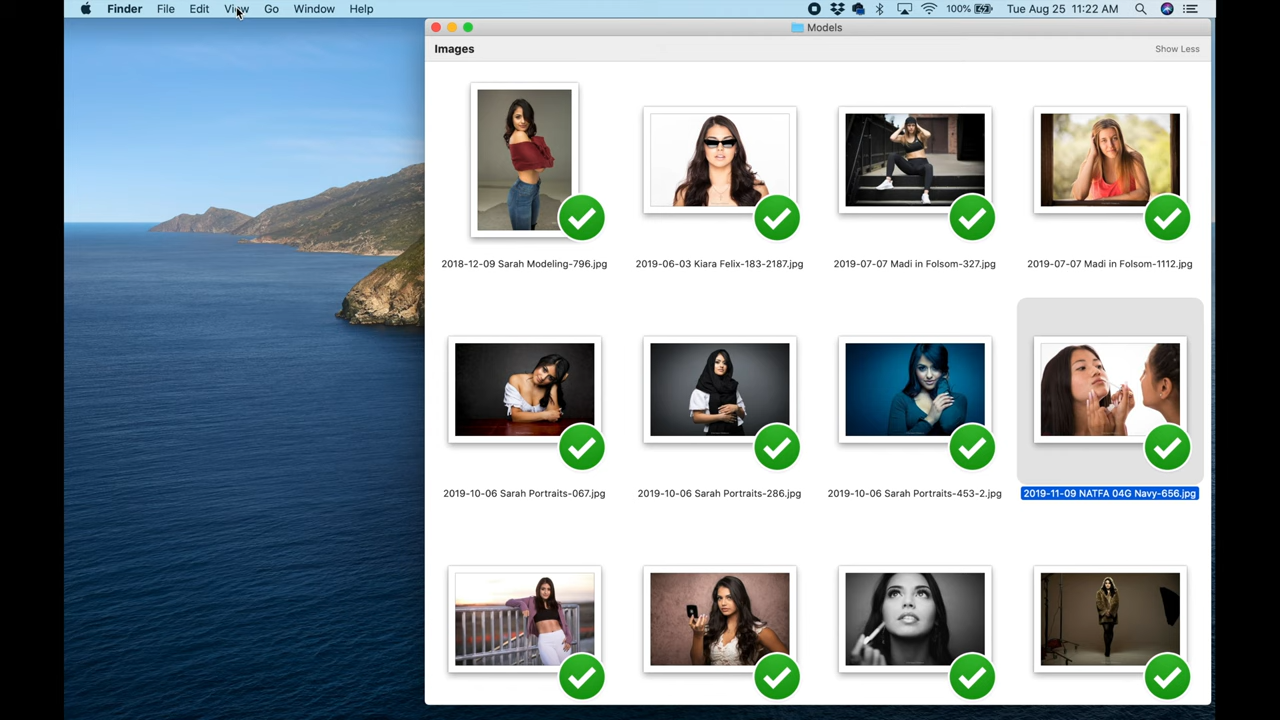 Finder File Edit View Go Window Help 100% Tue Aug 25 11:22 AM
Models
Images Show Less
2018-12-09 Sarah Modeling-796.jpg 2019-06-03 Kiara Felix-183-2187.jpg 2019-07-07 Madi in Folsom-327.jpg 2019-07-07 Madi in Folsom-1112.jpg
2019-10-06 Sarah Portraits-067.jpg 2019-10-06 Sarah Portraits-286.jpg 2019-10-06 Sarah Portraits-453-2.jpg 2019-11-09 NATFA 04G Navy-656.jpg